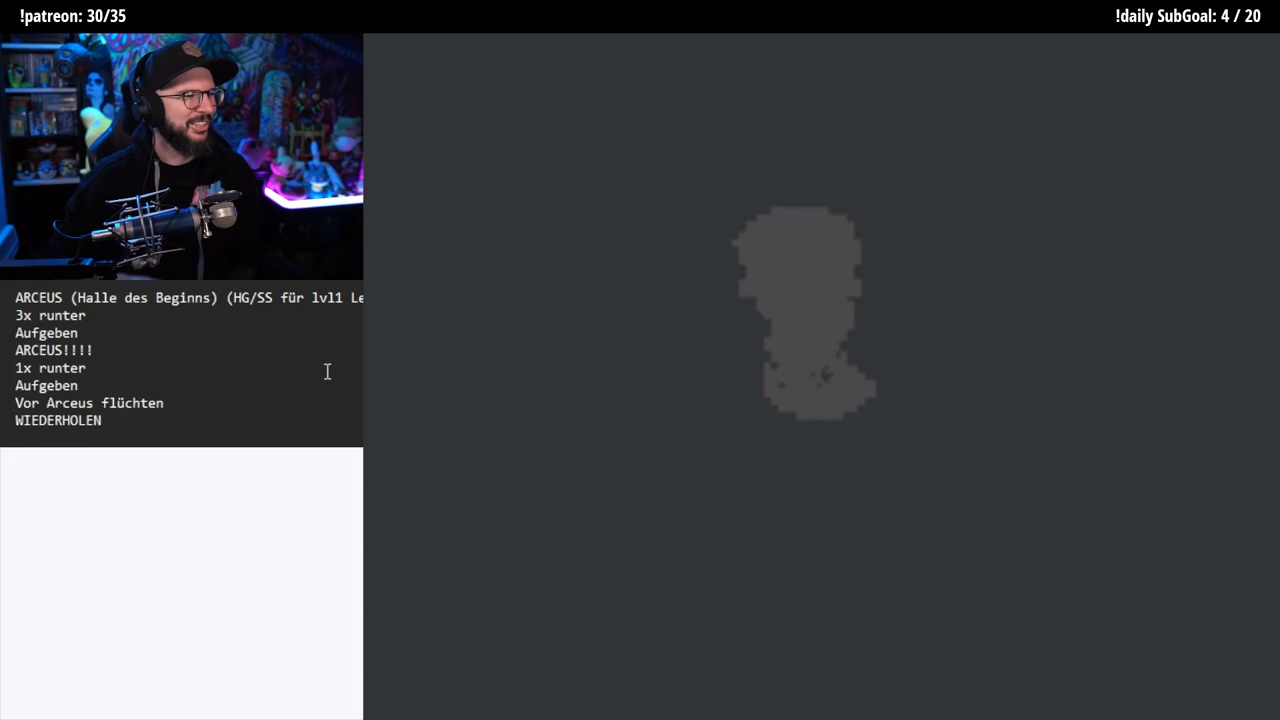 !patreon: 30/35
!daily SubGoal: 4 / 20
ARCEUS (Halle des Beginns) (HG/SS für lvl1 Le
3x runter
Aufgeben
ARCEUS!!!!
1x runter
Aufgeben
Vor Arceus flüchten
WIEDERHOLEN